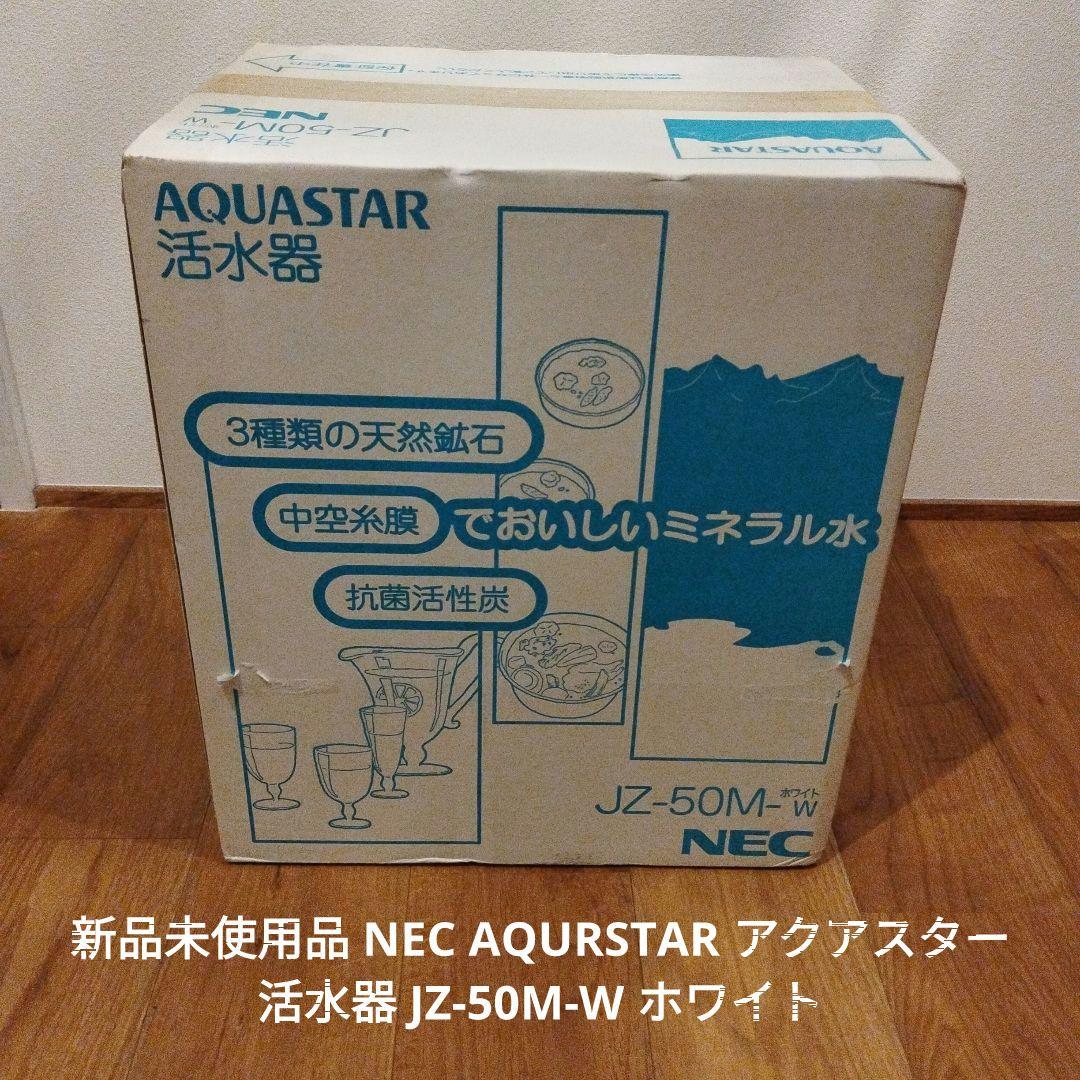 NEC
活水器
JZ-50M-W
AQUASTAR
AQUASTAR
活水器
3種類の天然鉱石
中空糸膜でおいしいミネラル水
抗菌活性炭
JZ-50M-W
ホワイト
NEC
新品未使用品 NEC AQURSTAR アクアスター
活水器 JZ-50M-W ホワイト